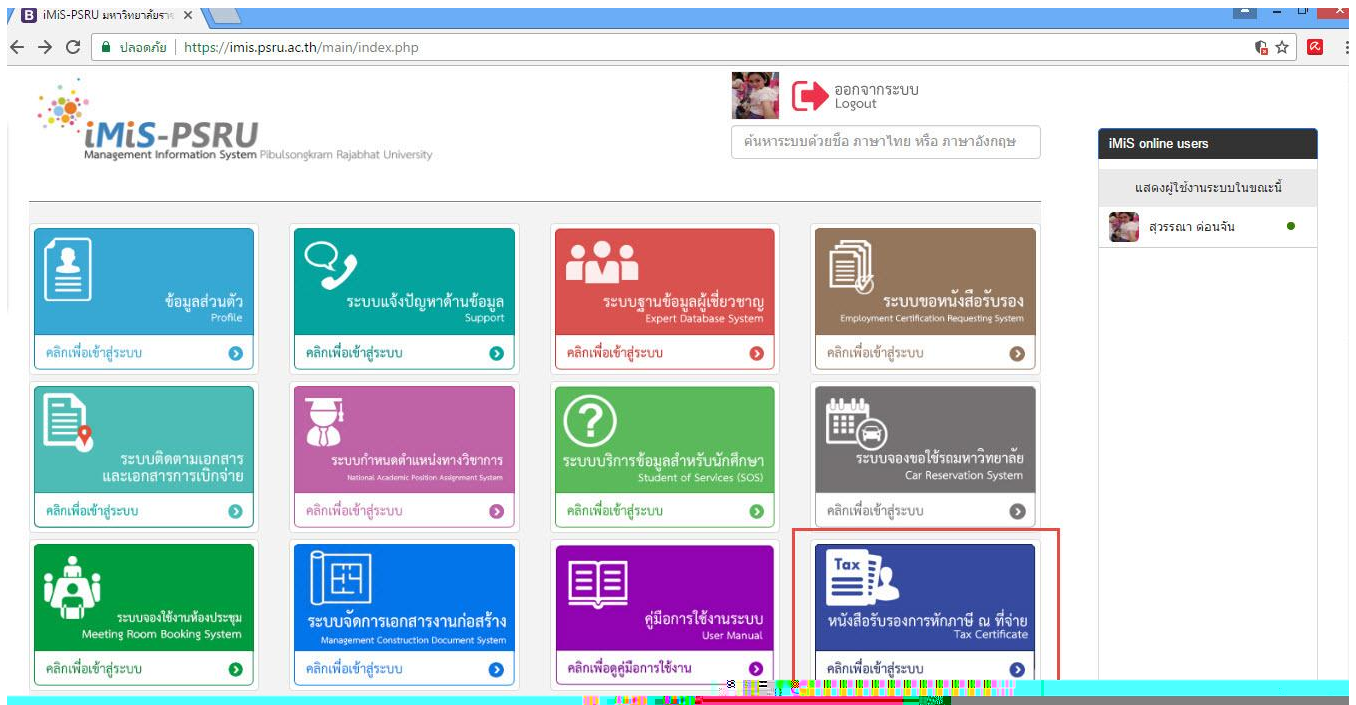 iMiS-PSRU มหาวิทยาลัยราช
ปลอดภัย | https://imis.psru.ac.th/main/index.php
ออกจากระบบ
Logout
iMiS-PSRU
Management Information System Pibulsongkram Rajabhat University
ค้นหาระบบด้วยชื่อ ภาษาไทย หรือ ภาษาอังกฤษ
iMiS online users
แสดงผู้ใช้งานระบบในขณะนี้
สุวรรณา ด่อนจัน
ข้อมูลส่วนตัว
Profile
คลิกเพื่อเข้าสู่ระบบ
ระบบแจ้งปัญหาด้านข้อมูล
Support
คลิกเพื่อเข้าสู่ระบบ
ระบบฐานข้อมูลผู้เชี่ยวชาญ
Expert Database System
คลิกเพื่อเข้าสู่ระบบ
ระบบขอหนังสือรับรอง
Employment Certification Requesting System
คลิกเพื่อเข้าสู่ระบบ
ระบบติดตามเอกสาร
และเอกสารการเบิกจ่าย
คลิกเพื่อเข้าสู่ระบบ
ระบบกำหนดตำแหน่งทางวิชาการ
National Academic Position Assignment System
คลิกเพื่อเข้าสู่ระบบ
ระบบบริการข้อมูลสำหรับนักศึกษา
Student of Services (SOS)
คลิกเพื่อเข้าสู่ระบบ
ระบบจองขอใช้รถมหาวิทยาลัย
Car Reservation System
คลิกเพื่อเข้าสู่ระบบ
ระบบจองใช้งานห้องประชุม
Meeting Room Booking System
คลิกเพื่อเข้าสู่ระบบ
ระบบจัดการเอกสารงานก่อสร้าง
Management Construction Document System
คลิกเพื่อเข้าสู่ระบบ
คู่มือการใช้งานระบบ
User Manual
คลิกเพื่อดูคู่มือการใช้งาน
Tax
หนังสือรับรองการหักภาษี ณ ที่จ่าย
Tax Certificate
คลิกเพื่อเข้าสู่ระบบ